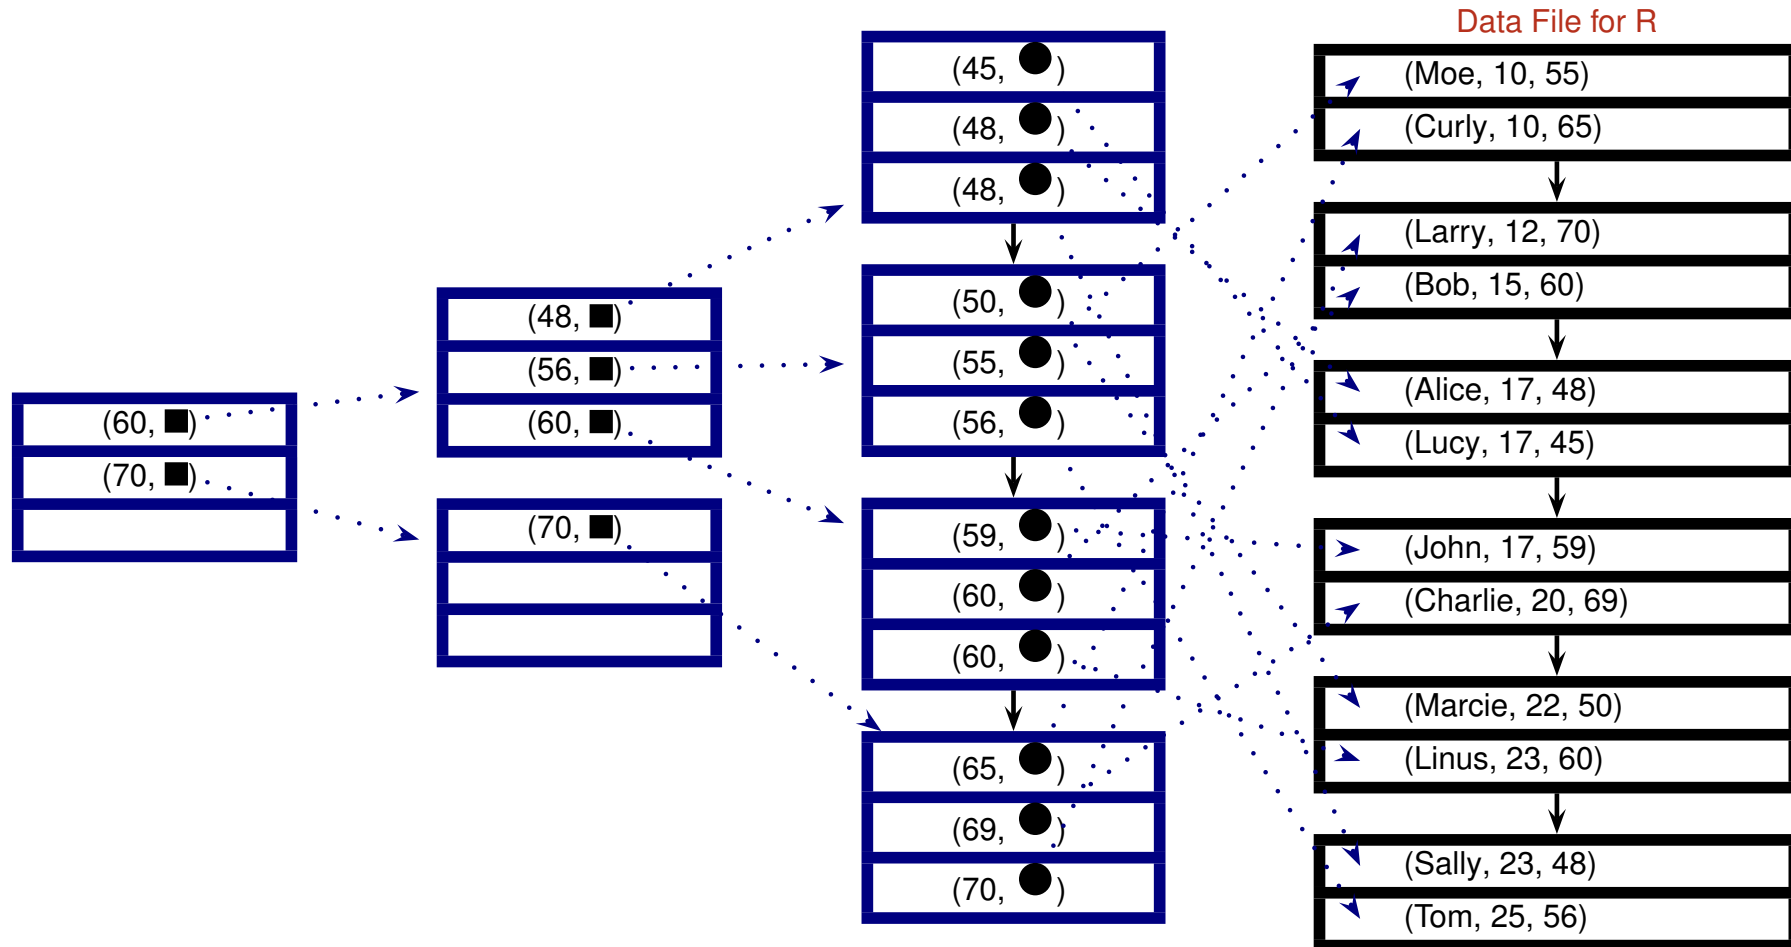 (60, ■)
(70, ■)
(48, ■)
(56, ■)
(60, ■)
(70, ■)
(45, ●)
(48, ●)
(48, ●)
(50, ●)
(55, ●)
(56, ●)
(59, ●)
(60, ●)
(60, ●)
(65, ●)
(69, ●)
(70, ●)
Data File for R
(Moe, 10, 55)
(Curly, 10, 65)
(Larry, 12, 70)
(Bob, 15, 60)
(Alice, 17, 48)
(Lucy, 17, 45)
(John, 17, 59)
(Charlie, 20, 69)
(Marcie, 22, 50)
(Linus, 23, 60)
(Sally, 23, 48)
(Tom, 25, 56)